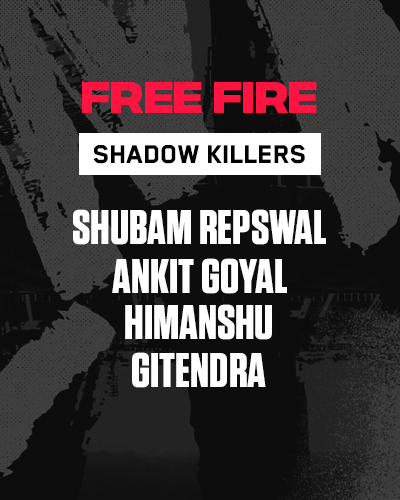 FREE FIRE
SHADOW KILLERS
SHUBAM REPSWAL
ANKIT GOYAL
HIMANSHU
GITENDRA